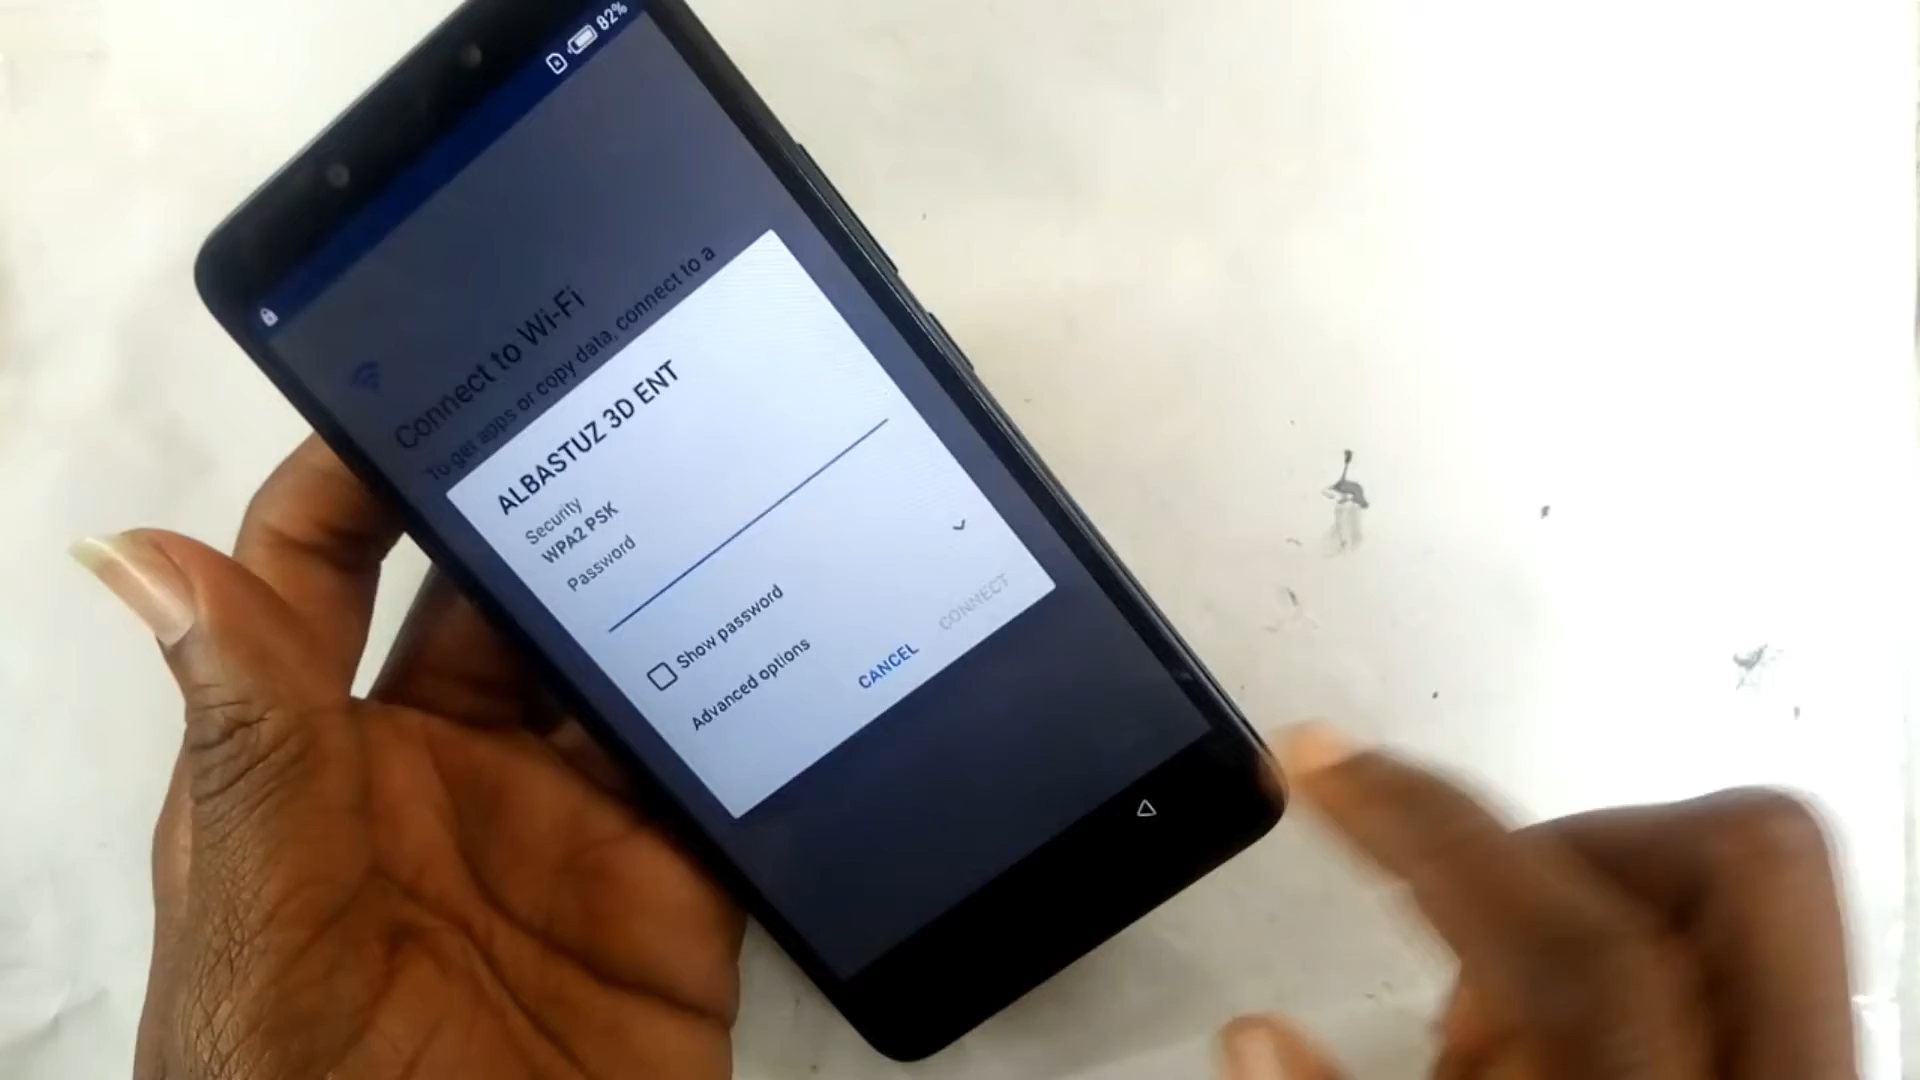 82%
Connect to Wi-Fi
To get apps or copy data, connect to a
ALBASTUZ 3D ENT
Security
WPA2 PSK
Password
Show password
Advanced options
CANCEL
CONNECT